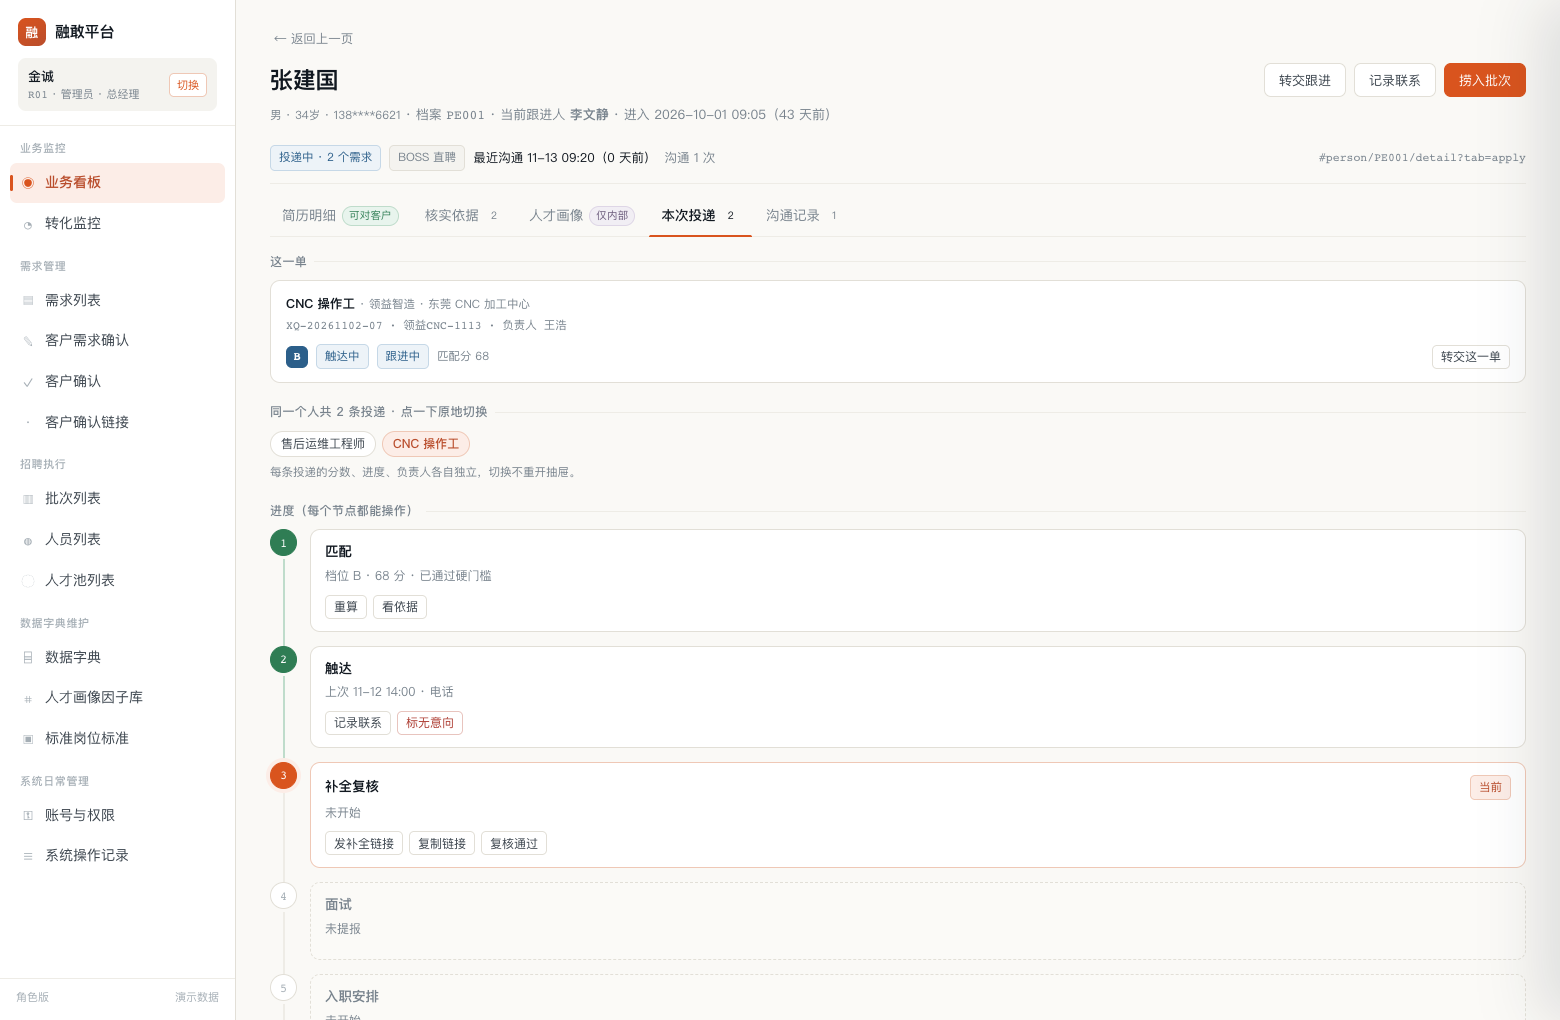 融 融敢平台
金诚
R01 · 管理员 · 总经理
切换
业务监控
业务看板
转化监控
需求管理
需求列表
客户需求确认
客户确认
客户确认链接
招聘执行
批次列表
人员列表
人才池列表
数据字典维护
数据字典
人才画像因子库
标准岗位标准
系统日常管理
账号与权限
系统操作记录
角色版 演示数据
← 返回上一页
张建国
转交跟进 记录联系 捞入批次
男 · 34岁 · 138****6621 · 档案 PE001 · 当前跟进人 李文静 · 进入 2026-10-01 09:05（43 天前）
投递中 · 2 个需求 BOSS 直聘 最近沟通 11-13 09:20（0 天前） 沟通 1 次 #person/PE001/detail?tab=apply
简历明细 可对客户 核实依据 2 人才画像 仅内部 本次投递 2 沟通记录 1
这一单
CNC 操作工 · 领益智造 · 东莞 CNC 加工中心
XQ-20261102-07 · 领益CNC-1113 · 负责人 王浩
B 触达中 跟进中 匹配分 68 转交这一单
同一个人共 2 条投递 · 点一下原地切换
售后运维工程师 CNC 操作工
每条投递的分数、进度、负责人各自独立，切换不重开抽屉。
进度（每个节点都能操作）
1 匹配
档位 B · 68 分 · 已通过硬门槛
重算 看依据
2 触达
上次 11-12 14:00 · 电话
记录联系 标无意向
3 补全复核 当前
未开始
发补全链接 复制链接 复核通过
4 面试
未提报
5 入职安排
未开始